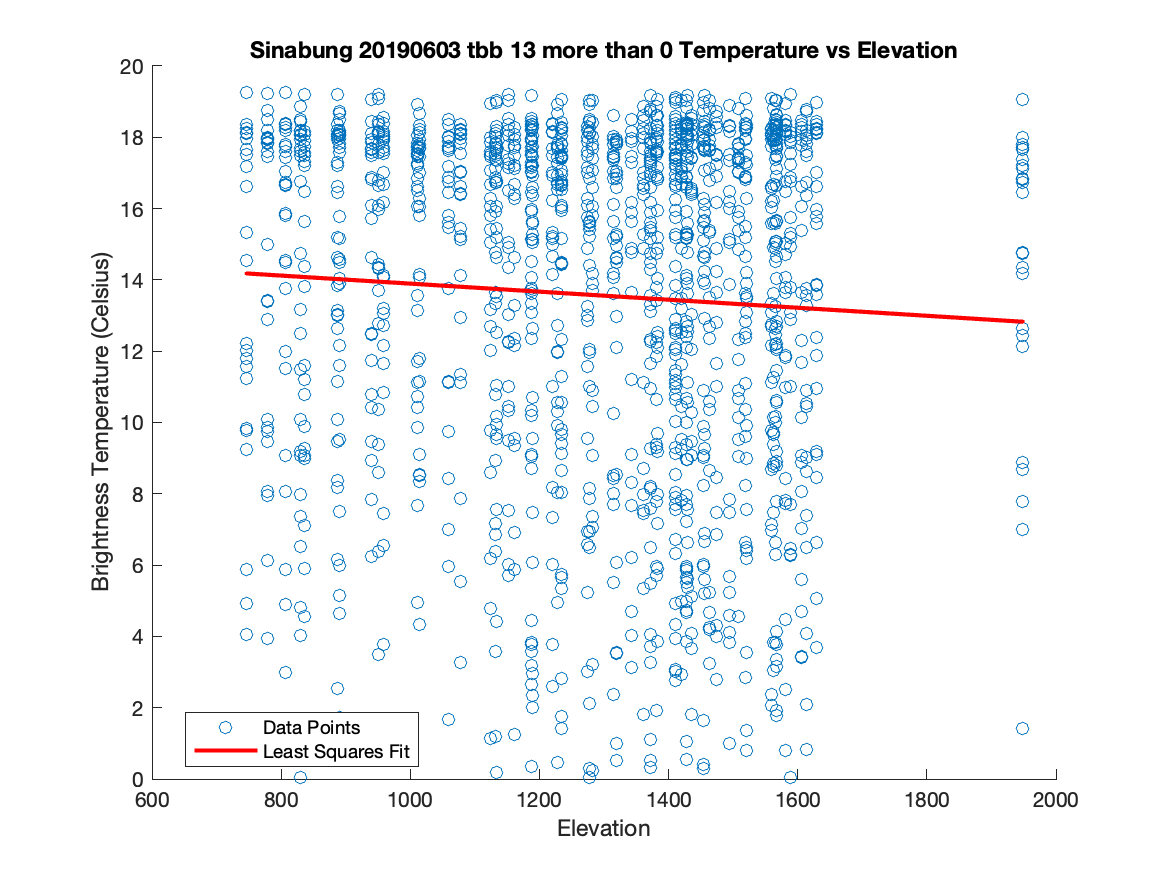 Sinabung 20190603 tbb 13 more than 0 Temperature vs Elevation
20
18
16
14
12
10
8
6
4
2
0
Brightness Temperature (Celsius)
Data Points
Least Squares Fit
600 800 1000 1200 1400 1600 1800 2000
Elevation